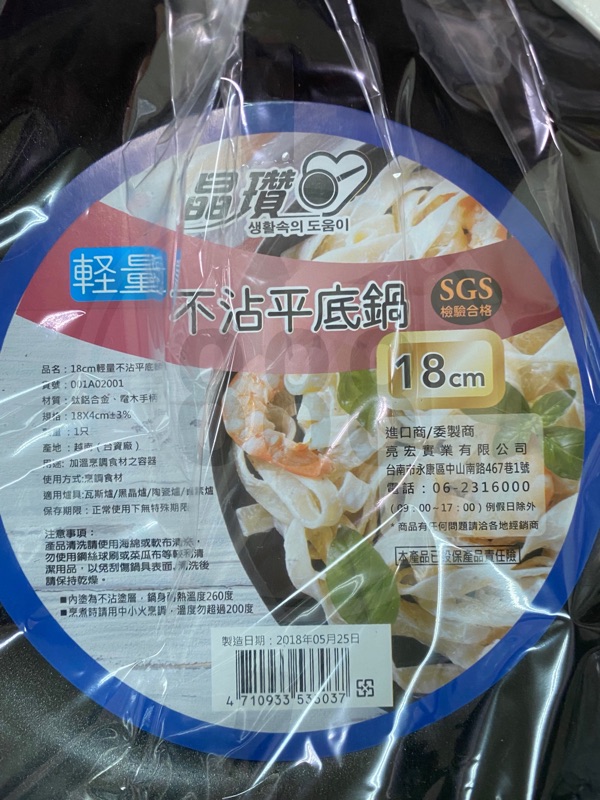 晶瓚
생활속의 도움이
軽量
不沾平底鍋
SGS
檢驗合格
18cm
品名：18cm軽量不沾平底鍋
貨號：001A02001
材質：鈦鋁合金、電木手柄
規格：18X4cm±3%
數量：1只
產地：越南（台資廠）
用途：加溫烹調食材之容器
使用方式:烹調食材
適用爐具:瓦斯爐/黑晶爐/陶瓷爐/鹵素爐
保存期限：正常使用下無特殊期限
注意事項：
產品清洗請使用海綿或軟布清洗，
勿使用鋼絲球刷或菜瓜布等輕利清
潔用品，以免刮傷鍋具表面,清洗後
請保持乾燥。
■內塗為不沾塗層，鍋身耐熱溫度260度
■烹煮時請用中小火烹調，溫度勿超過200度
進口商/委製商
亮宏實業有限公司
台南市永康區中山南路467巷1號
電話：06-2316000
(09：00~17：00) 例假日除外
*商品有任何問題請洽各地經銷商
本產品已投保產品責任險
製造日期：2018年05月25日
4 710933 535037